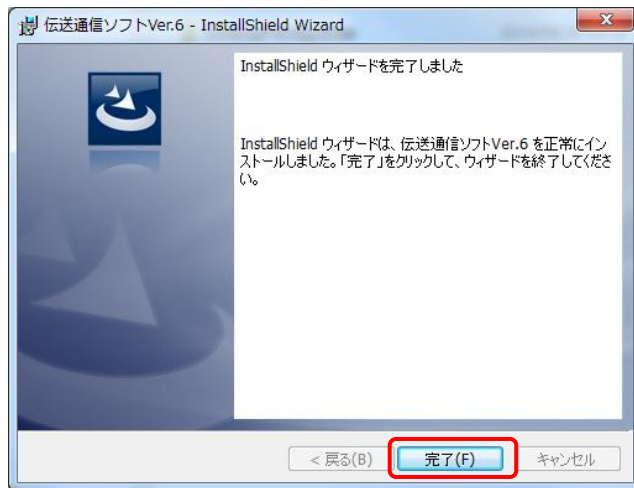 伝送通信ソフトVer.6 - InstallShield Wizard
InstallShield ウィザードを完了しました
InstallShield ウィザードは、伝送通信ソフトVer.6 を正常にイン
ストールしました。「完了」をクリックして、ウィザードを終了してくださ
い。
< 戻る(B)
完了(F)
キャンセル